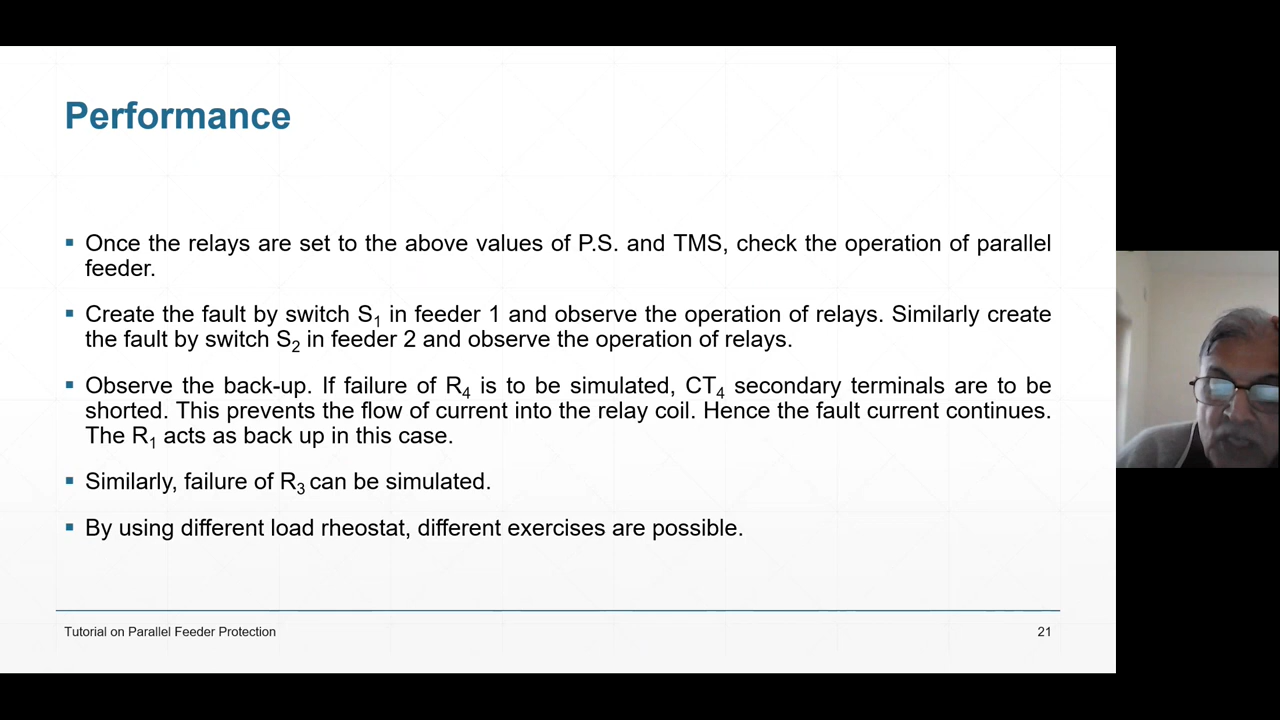 Performance
▪ Once the relays are set to the above values of P.S. and TMS, check the operation of parallel
feeder.
▪ Create the fault by switch S₁ in feeder 1 and observe the operation of relays. Similarly create
the fault by switch S₂ in feeder 2 and observe the operation of relays.
▪ Observe the back-up. If failure of R₄ is to be simulated, CT₄ secondary terminals are to be
shorted. This prevents the flow of current into the relay coil. Hence the fault current continues.
The R₁ acts as back up in this case.
▪ Similarly, failure of R₃ can be simulated.
▪ By using different load rheostat, different exercises are possible.
Tutorial on Parallel Feeder Protection 21